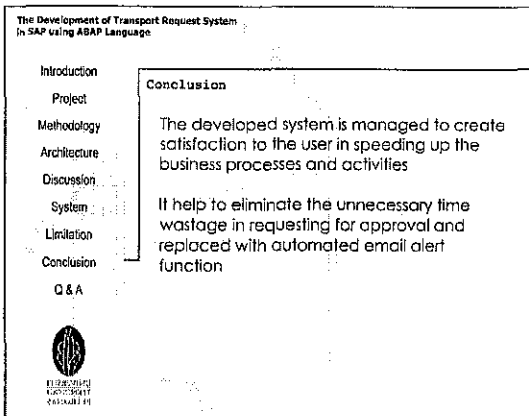 The Development of Transport Request System
in SAP using ABAP Language
Introduction
Project
Methodology
Architecture
Discussion
System
Limitation
Conclusion
Q & A
Conclusion
The developed system is managed to create
satisfaction to the user in speeding up the
business processes and activities
It help to eliminate the unnecessary time
wastage in requesting for approval and
replaced with automated email alert
function